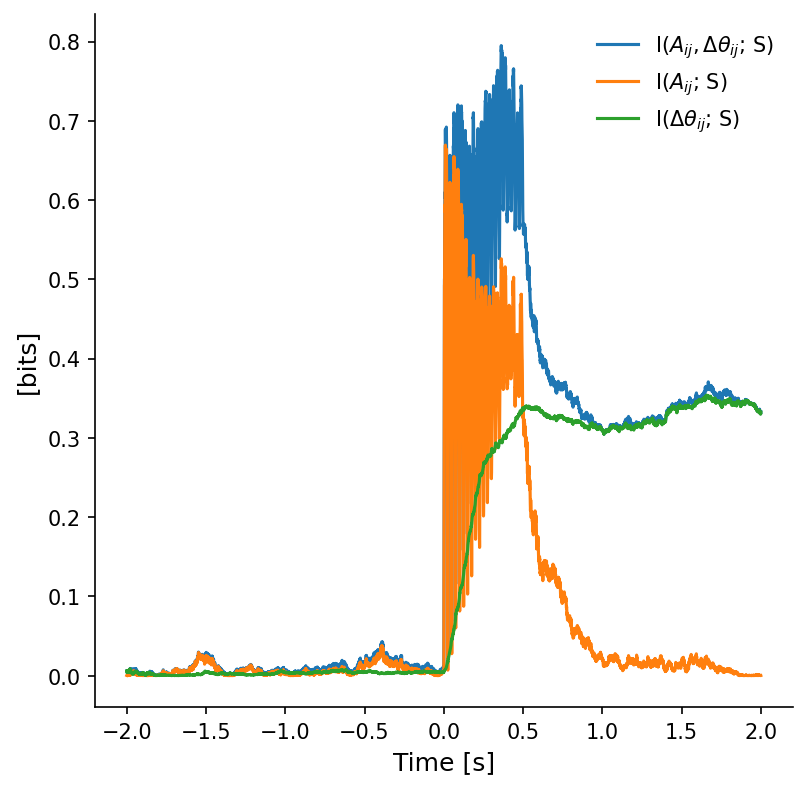 I(A_ij, Δθ_ij; S)
I(A_ij; S)
I(Δθ_ij; S)
0.8
0.7
0.6
0.5
0.4
0.3
0.2
0.1
0.0
[bits]
−2.0 −1.5 −1.0 −0.5 0.0 0.5 1.0 1.5 2.0
Time [s]